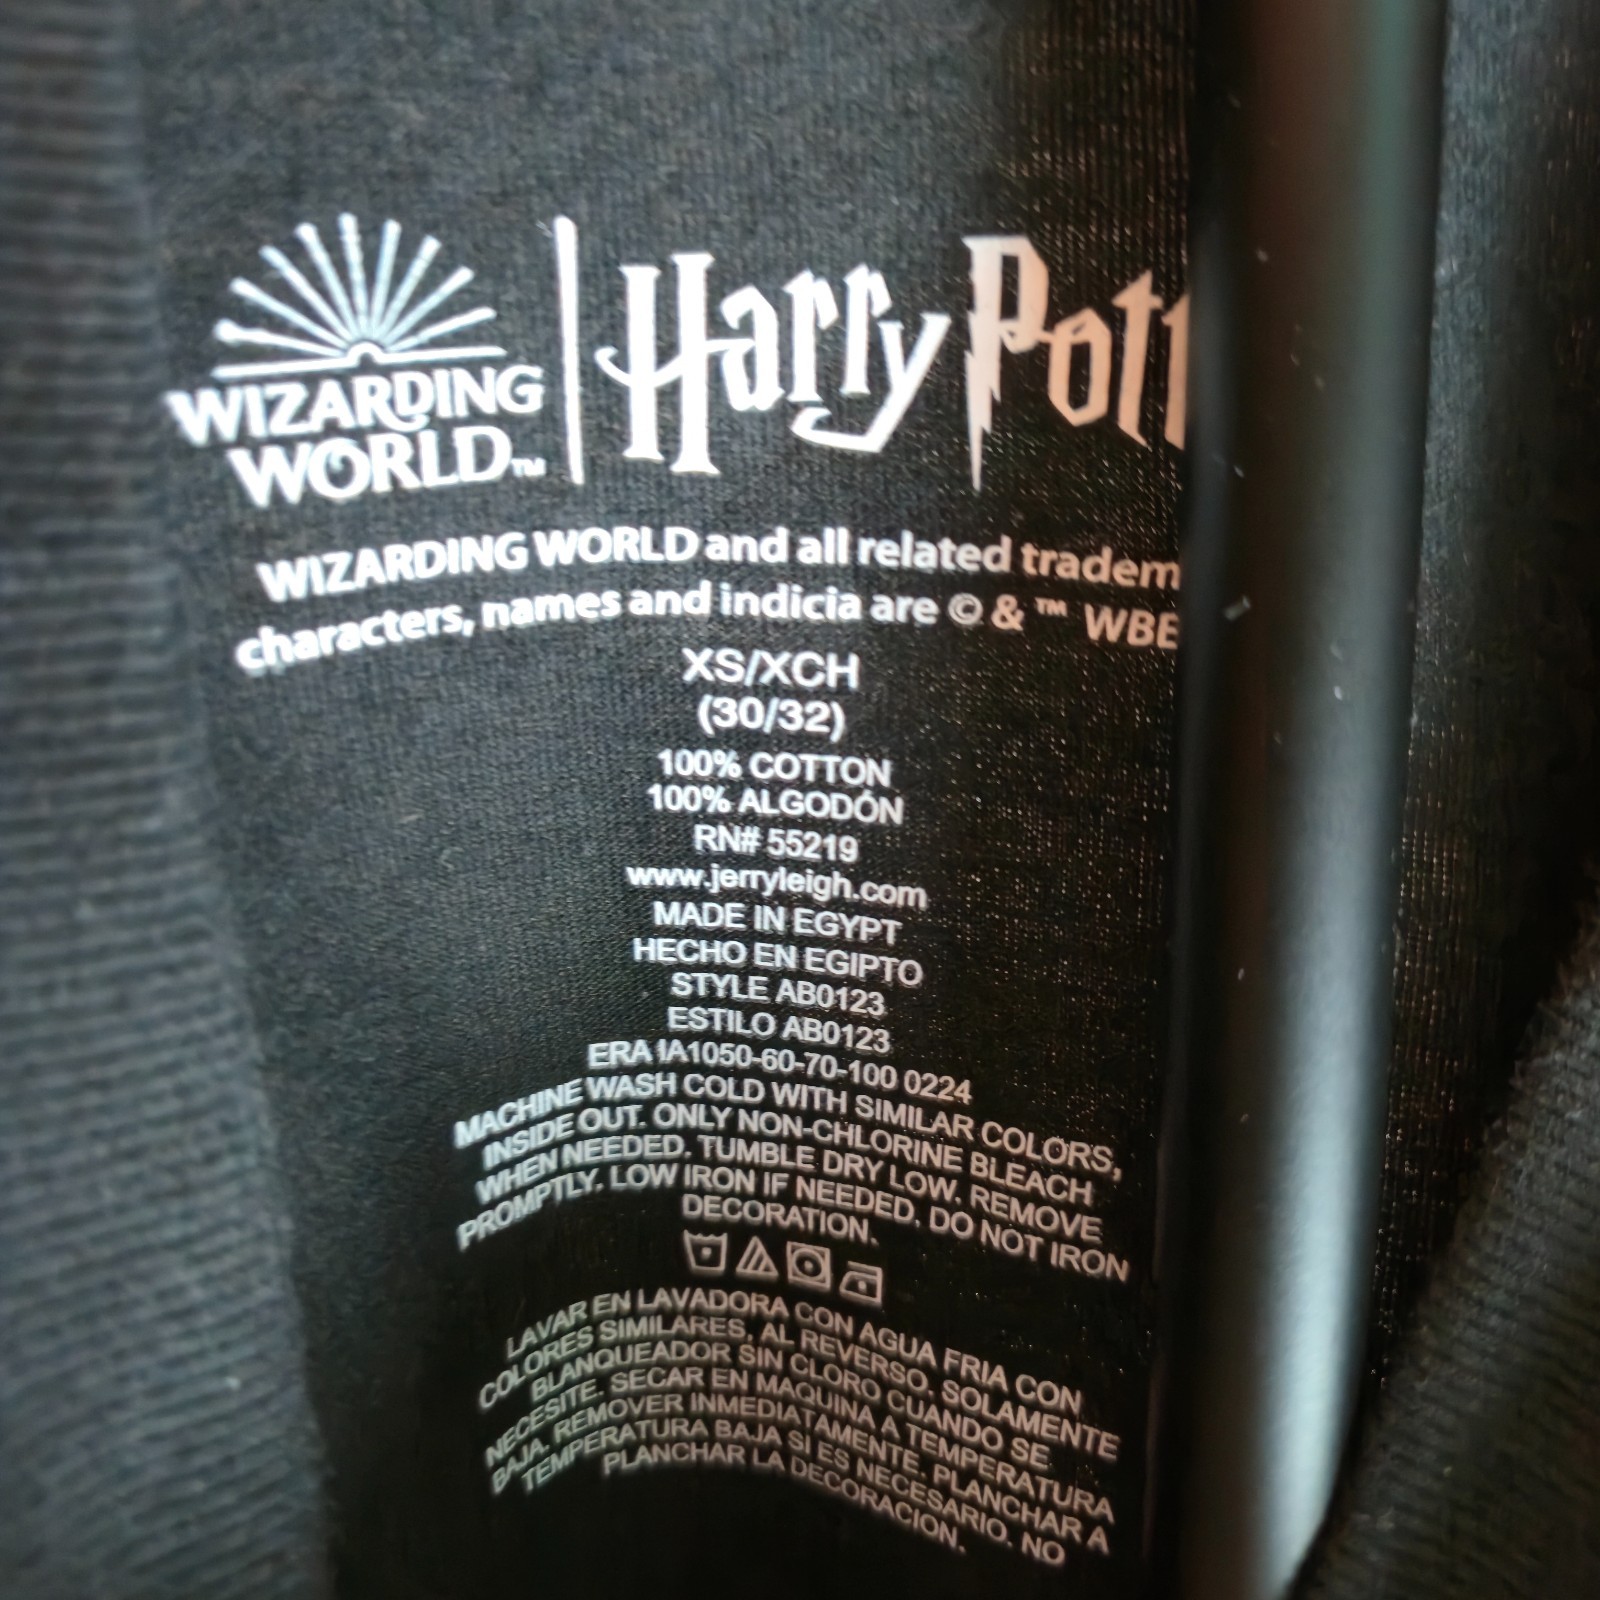 WIZARDING
WORLD™
Harry Pott
WIZARDING WORLD and all related tradem
characters, names and indicia are © & ™ WBE
XS/XCH
(30/32)
100% COTTON
100% ALGODÓN
RN# 55219
www.jerryleigh.com
MADE IN EGYPT
HECHO EN EGIPTO
STYLE AB0123
ESTILO AB0123
ERA IA1050-60-70-100 0224
MACHINE WASH COLD WITH SIMILAR COLORS,
INSIDE OUT. ONLY NON-CHLORINE BLEACH
WHEN NEEDED. TUMBLE DRY LOW. REMOVE
PROMPTLY. LOW IRON IF NEEDED. DO NOT IRON
DECORATION.
LAVAR EN LAVADORA CON AGUA FRIA CON
COLORES SIMILARES, AL REVERSO. SOLAMENTE
BLANQUEADOR SIN CLORO CUANDO SE
NECESITE. SECAR EN MAQUINA A TEMPERATURA
BAJA. REMOVER INMEDIATAMENTE. PLANCHAR A
TEMPERATURA BAJA SI ES NECESARIO. NO
PLANCHAR LA DECORACION.